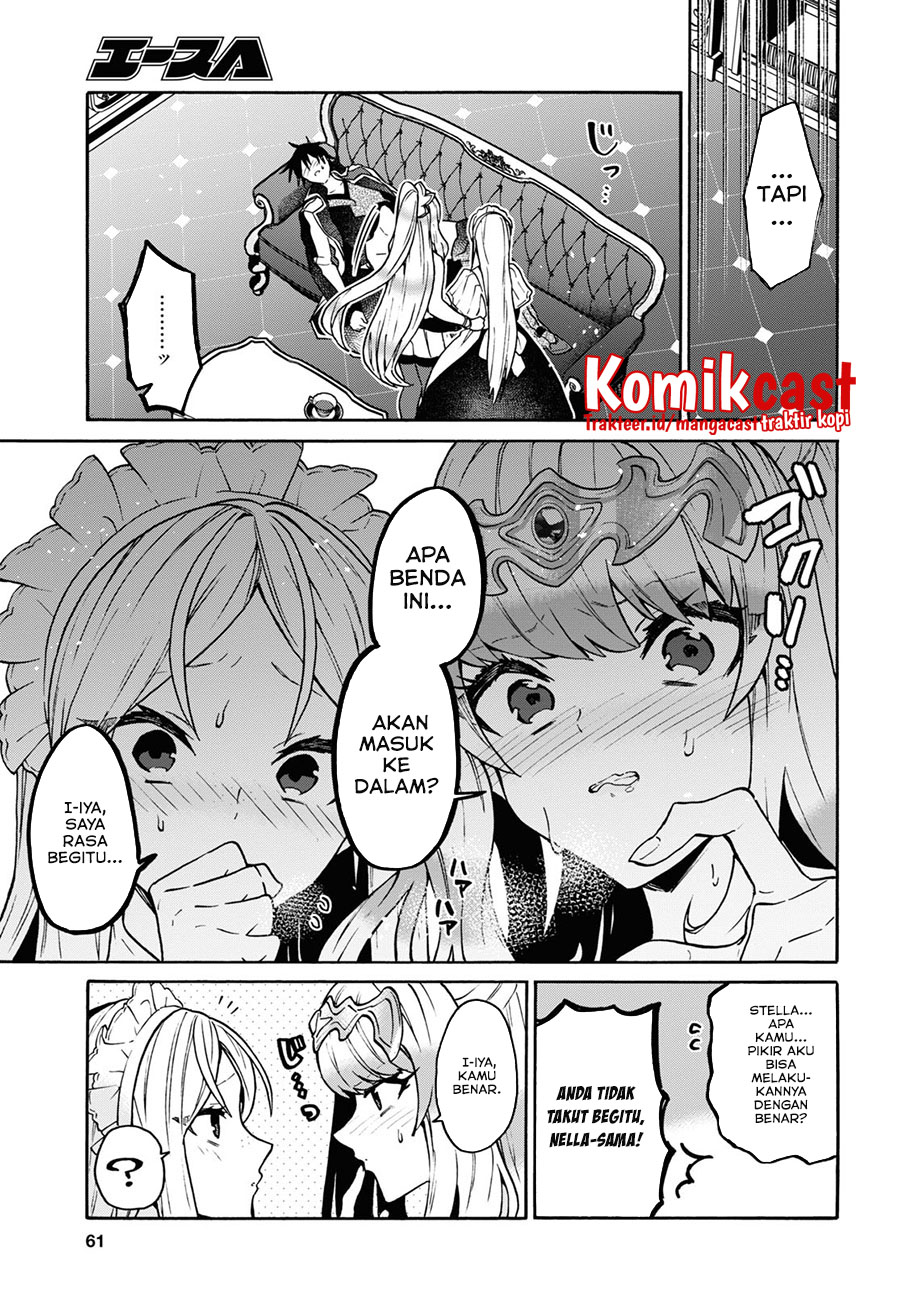 エースA
…
TAPI
…
じっ…
………ッ
Komikcast
Trakteer.id/mangacast traktir kopi
ゴクッ…
APA
BENDA
INI...
AKAN
MASUK
KE
DALAM?
I-IYA,
SAYA
RASA
BEGITU...
ハァ
ハァ
STELLA...
APA
KAMU...
PIKIR AKU
BISA
MELAKU-
KANNYA
DENGAN
BENAR?
ANDA TIDAK
TAKUT BEGITU,
NELLA-SAMA!
I-IYA,
KAMU
BENAR.
じ〜っ
?
61